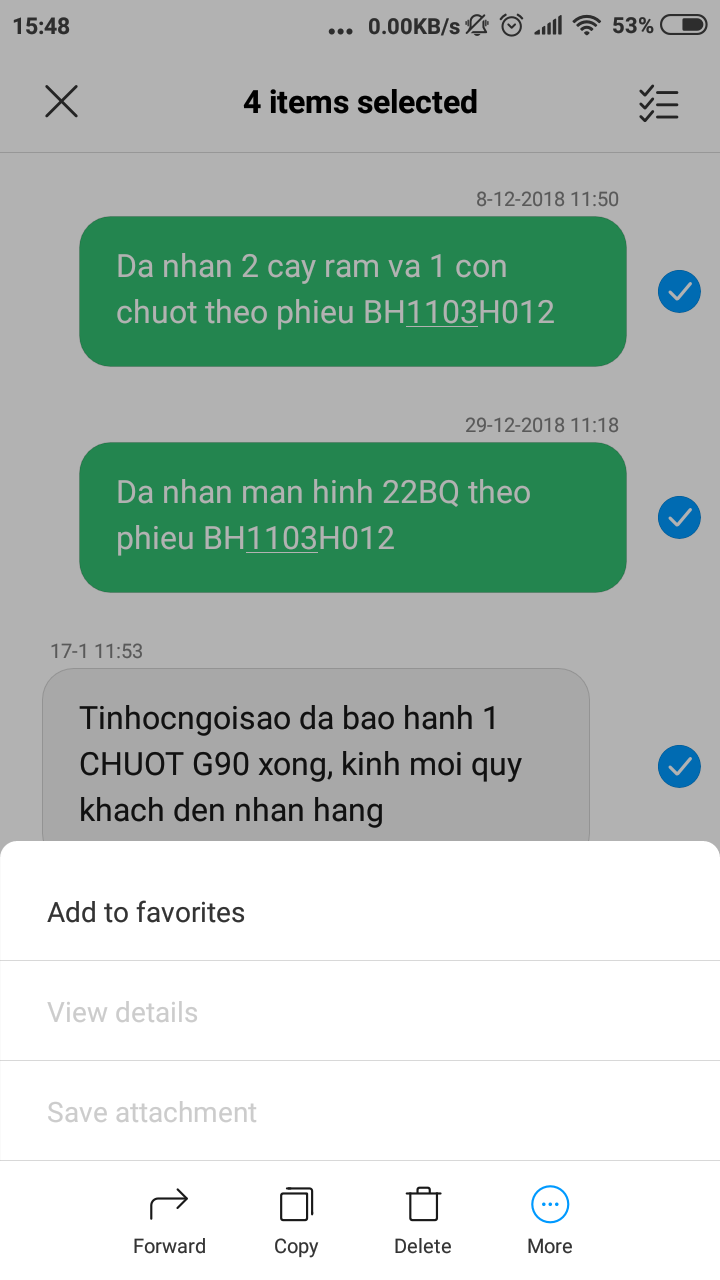 15:48
... 0.00KB/s 53%
4 items selected
8-12-2018 11:50
Da nhan 2 cay ram va 1 con
chuot theo phieu BH1103H012
29-12-2018 11:18
Da nhan man hinh 22BQ theo
phieu BH1103H012
17-1 11:53
Tinhocngoisao da bao hanh 1
CHUOT G90 xong, kinh moi quy
khach den nhan hang
Add to favorites
View details
Save attachment
Forward
Copy
Delete
More